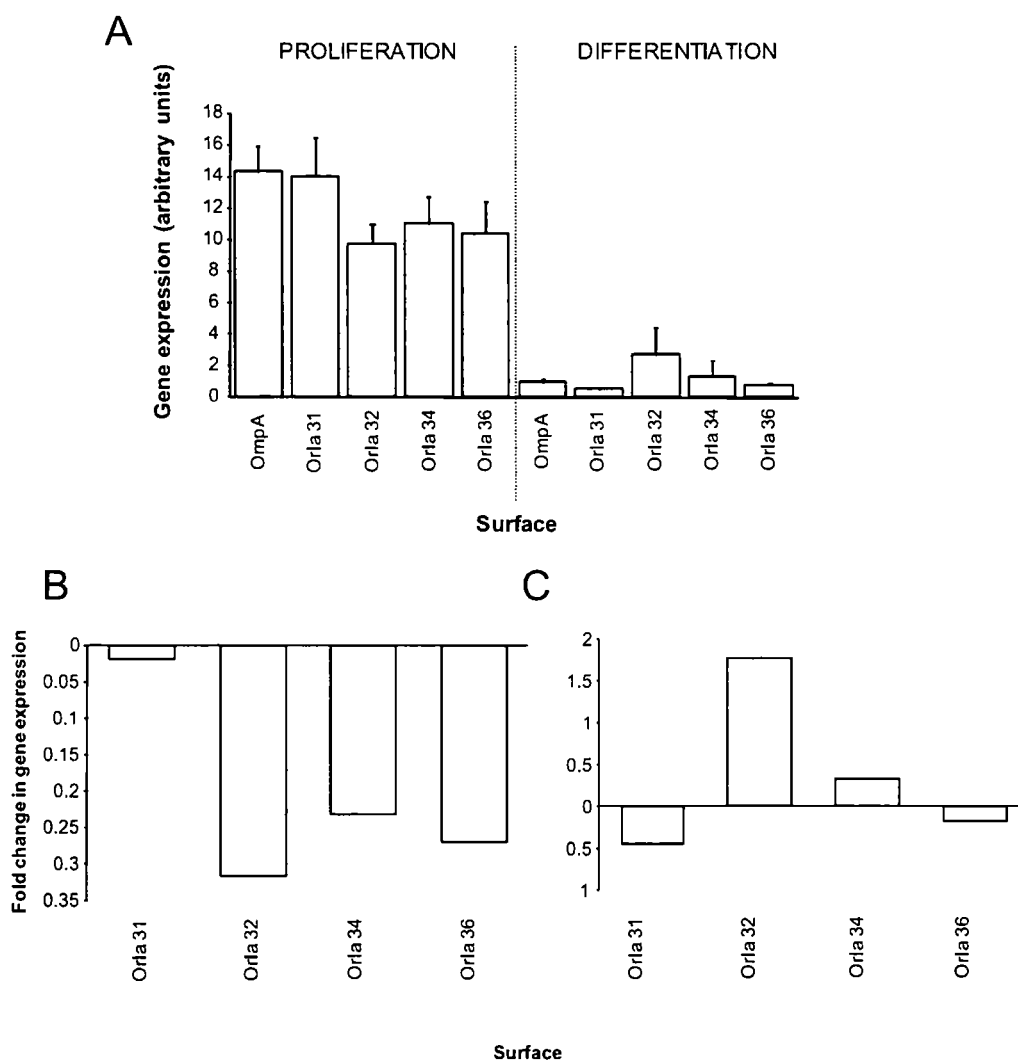 A
PROLIFERATION
DIFFERENTIATION
Gene expression (arbitrary units)
18
16
14
12
10
8
6
4
2
0
OmpA
Orla 31
Orla 32
Orla 34
Orla 36
OmpA
Orla 31
Orla 32
Orla 34
Orla 36
Surface
B
Fold change in gene expression
0
0.05
0.1
0.15
0.2
0.25
0.3
0.35
Orla 31
Orla 32
Orla 34
Orla 36
C
2
1.5
1
0.5
0
0.5
1
Orla 31
Orla 32
Orla 34
Orla 36
Surface